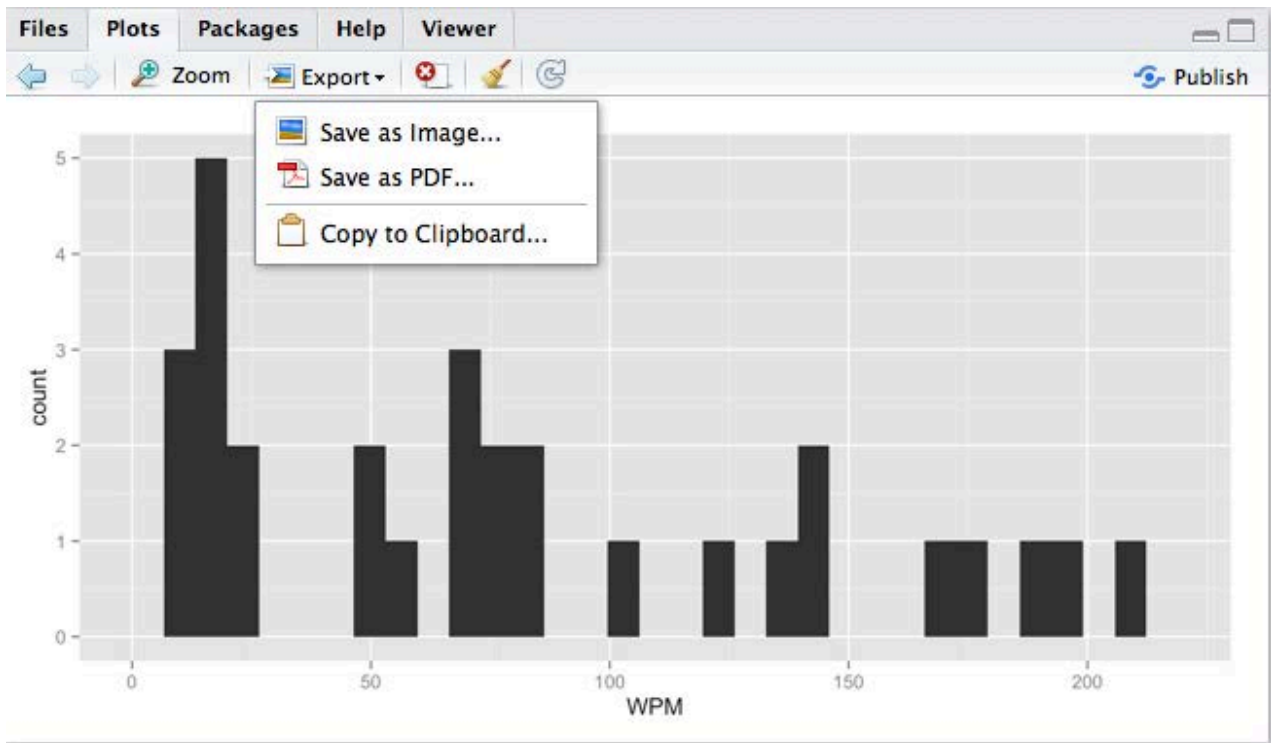 Files Plots Packages Help Viewer
Zoom Export Publish
Save as Image...
Save as PDF...
Copy to Clipboard...
5
4
3
2
1
0
count
0 50 100 150 200
WPM